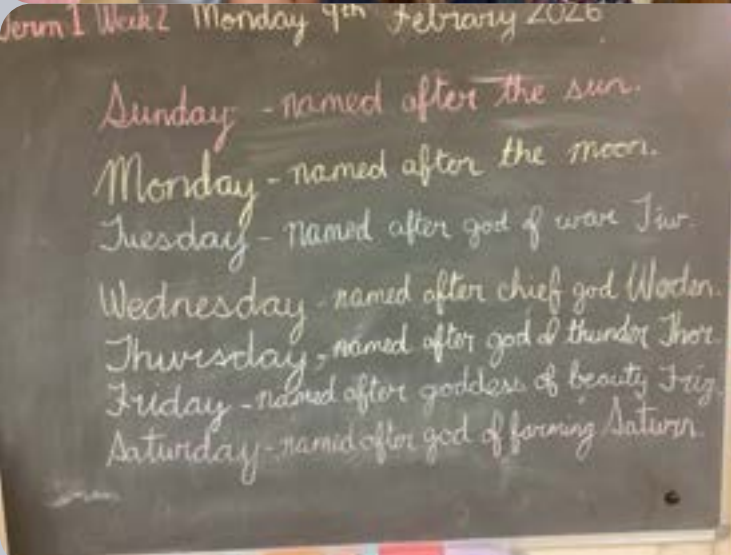 Term 1 Week 2 Monday 9th February 2026
Sunday - named after the sun.
Monday - named after the moon.
Tuesday - named after god of war Tiw.
Wednesday - named after chief god Woden.
Thursday - named after god of thunder Thor.
Friday - named after goddess of beauty Frig.
Saturday - named after god of farming Saturn.